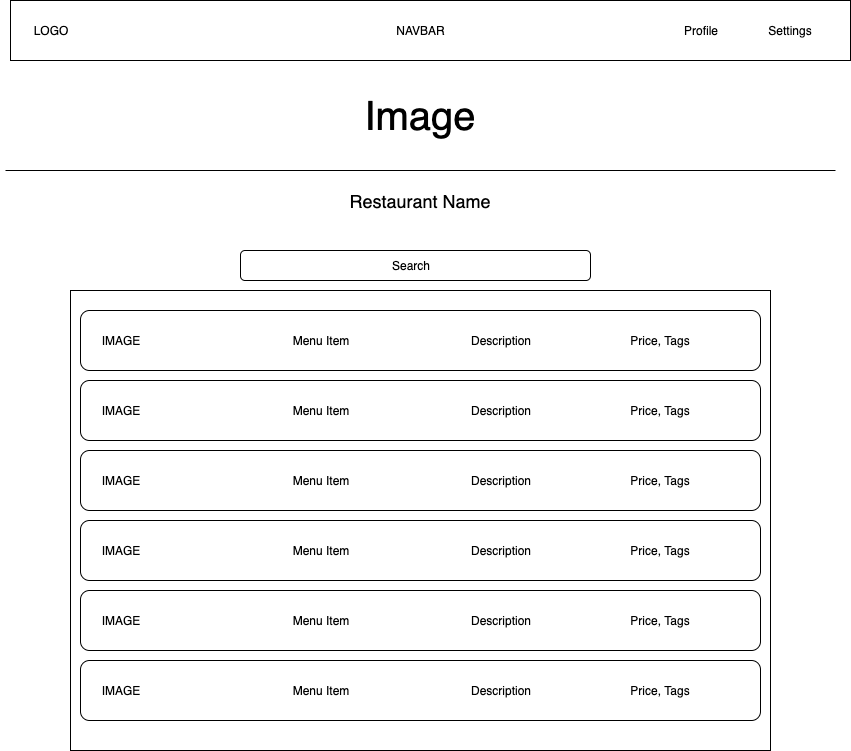 LOGO NAVBAR Profile Settings
Image
Restaurant Name
Search
IMAGE Menu Item Description Price, Tags
IMAGE Menu Item Description Price, Tags
IMAGE Menu Item Description Price, Tags
IMAGE Menu Item Description Price, Tags
IMAGE Menu Item Description Price, Tags
IMAGE Menu Item Description Price, Tags